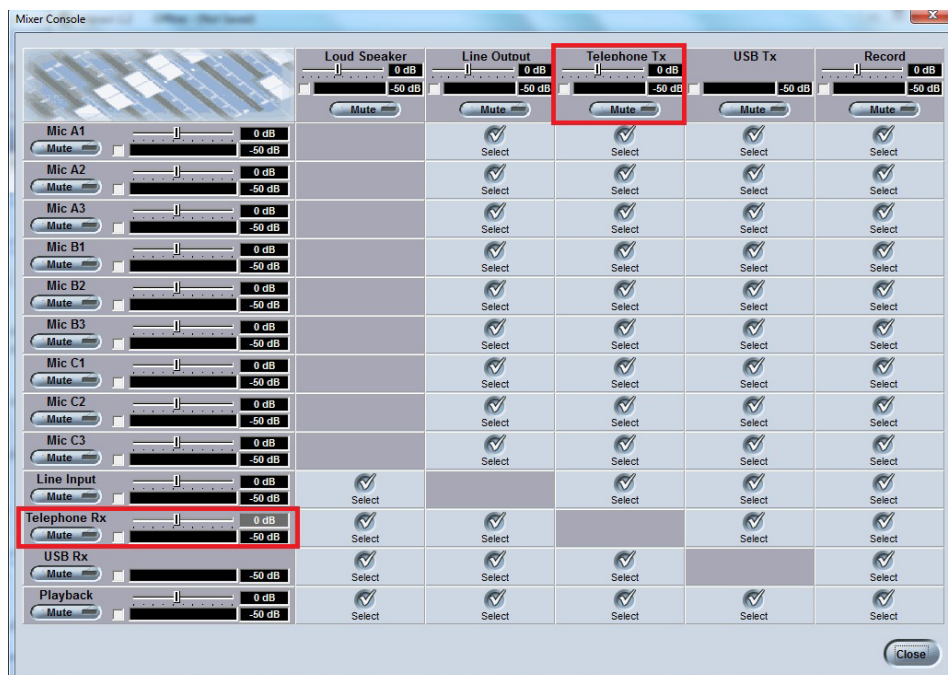 Mixer Console
Loud Speaker Line Output Telephone Tx USB Tx Record
0 dB 0 dB 0 dB 0 dB
-50 dB -50 dB -50 dB -50 dB -50 dB
Mute Mute Mute Mute Mute
Mic A1 0 dB
Mute -50 dB Select Select Select Select
Mic A2 0 dB
Mute -50 dB Select Select Select Select
Mic A3 0 dB
Mute -50 dB Select Select Select Select
Mic B1 0 dB
Mute -50 dB Select Select Select Select
Mic B2 0 dB
Mute -50 dB Select Select Select Select
Mic B3 0 dB
Mute -50 dB Select Select Select Select
Mic C1 0 dB
Mute -50 dB Select Select Select Select
Mic C2 0 dB
Mute -50 dB Select Select Select Select
Mic C3 0 dB
Mute -50 dB Select Select Select Select
Line Input 0 dB
Mute -50 dB Select Select Select Select
Telephone Rx 0 dB
Mute -50 dB Select Select Select Select
USB Rx
Mute -50 dB Select Select Select Select
Playback 0 dB
Mute -50 dB Select Select Select Select Select
Close